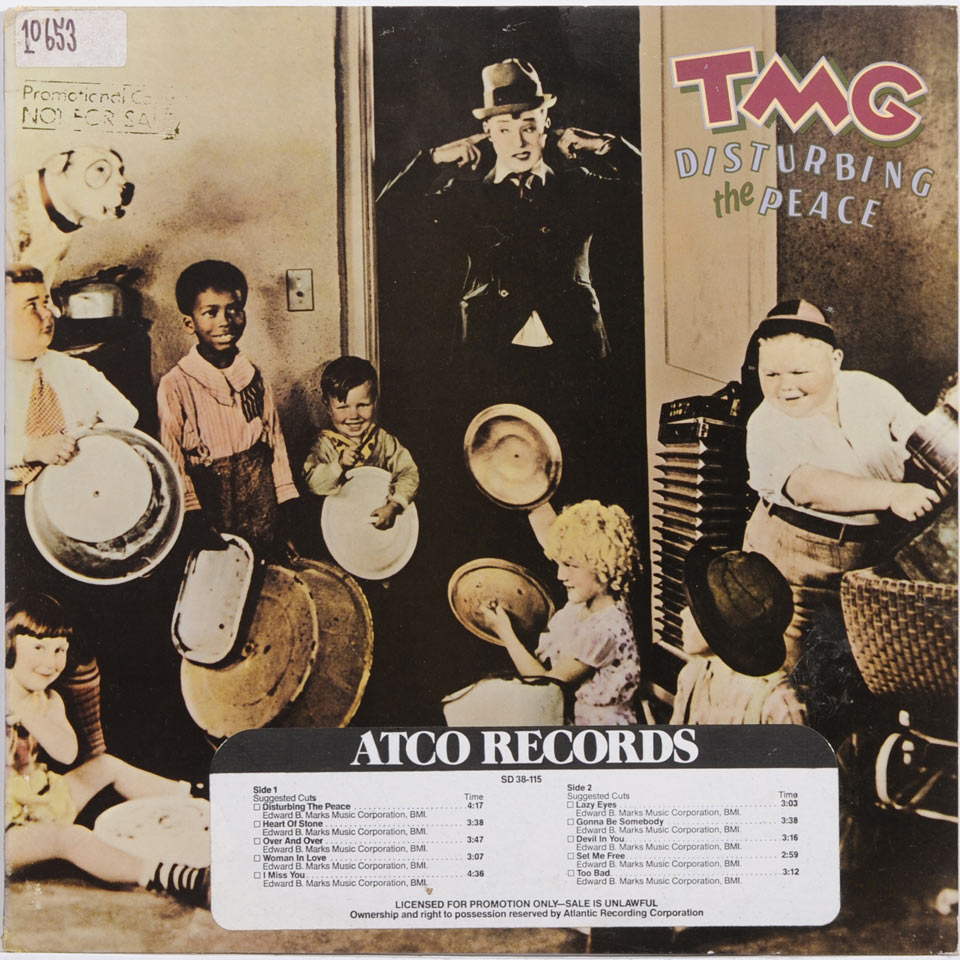 10653
Promotional Co
NOT FOR SALE
TMG
DISTURBING
the PEACE
ATCO RECORDS
SD 38-115
Side 1
Suggested Cuts Time
□ Disturbing The Peace 4:17
Edward B. Marks Music Corporation, BMI.
□ Heart Of Stone 3:38
Edward B. Marks Music Corporation, BMI.
□ Over And Over 3:47
Edward B. Marks Music Corporation, BMI.
□ Woman In Love 3:07
Edward B. Marks Music Corporation, BMI.
□ I Miss You 4:36
Edward B. Marks Music Corporation, BMI.
Side 2
Suggested Cuts Time
□ Lazy Eyes 3:03
Edward B. Marks Music Corporation, BMI.
□ Gonna Be Somebody 3:38
Edward B. Marks Music Corporation, BMI.
□ Devil In You 3:16
Edward B. Marks Music Corporation, BMI.
□ Set Me Free 2:59
Edward B. Marks Music Corporation, BMI.
□ Too Bad 3:12
Edward B. Marks Music Corporation, BMI.
LICENSED FOR PROMOTION ONLY—SALE IS UNLAWFUL
Ownership and right to possession reserved by Atlantic Recording Corporation